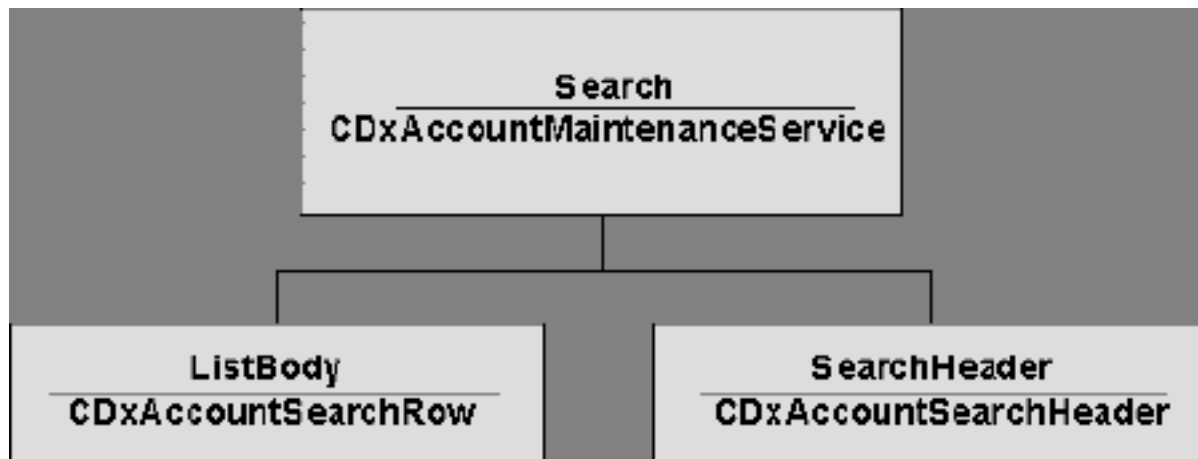 Search
CDxAccountMaintenanceService
ListBody
CDxAccountSearchRow
SearchHeader
CDxAccountSearchHeader